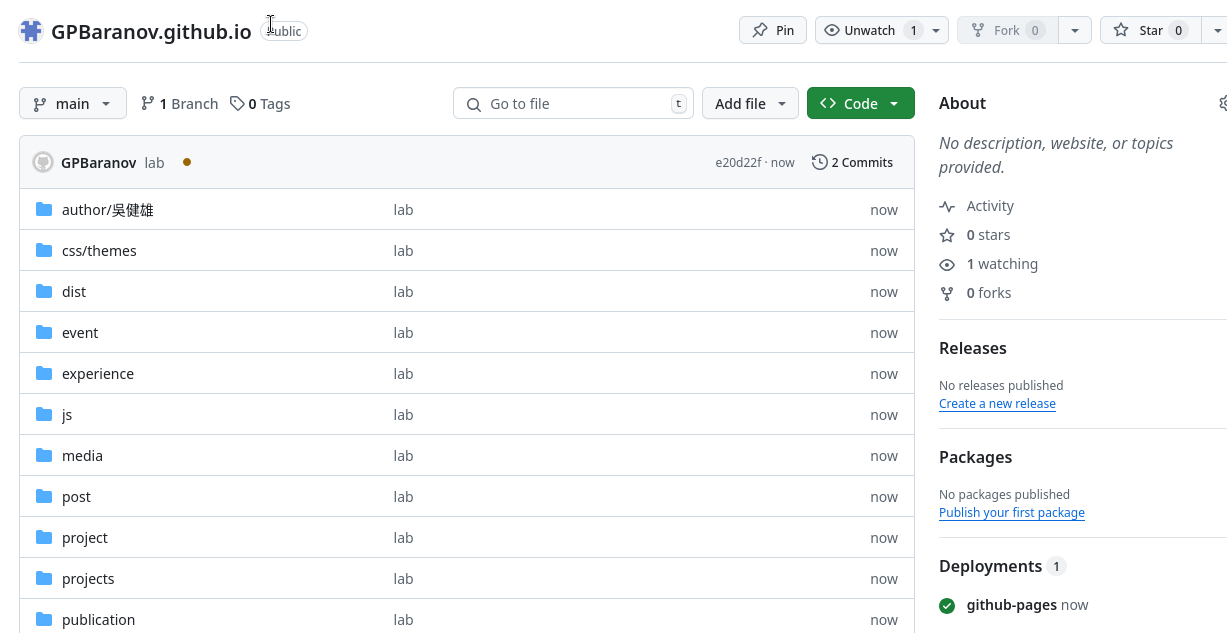 GPBaranov.github.io Public Pin Unwatch 1 Fork 0 Star 0
main 1 Branch 0 Tags Go to file t Add file Code
GPBaranov lab e20d22f · now 2 Commits
author/吳健雄 lab now
css/themes lab now
dist lab now
event lab now
experience lab now
js lab now
media lab now
post lab now
project lab now
projects lab now
publication lab now
About
No description, website, or topics
provided.
Activity
0 stars
1 watching
0 forks
Releases
No releases published
Create a new release
Packages
No packages published
Publish your first package
Deployments 1
github-pages now